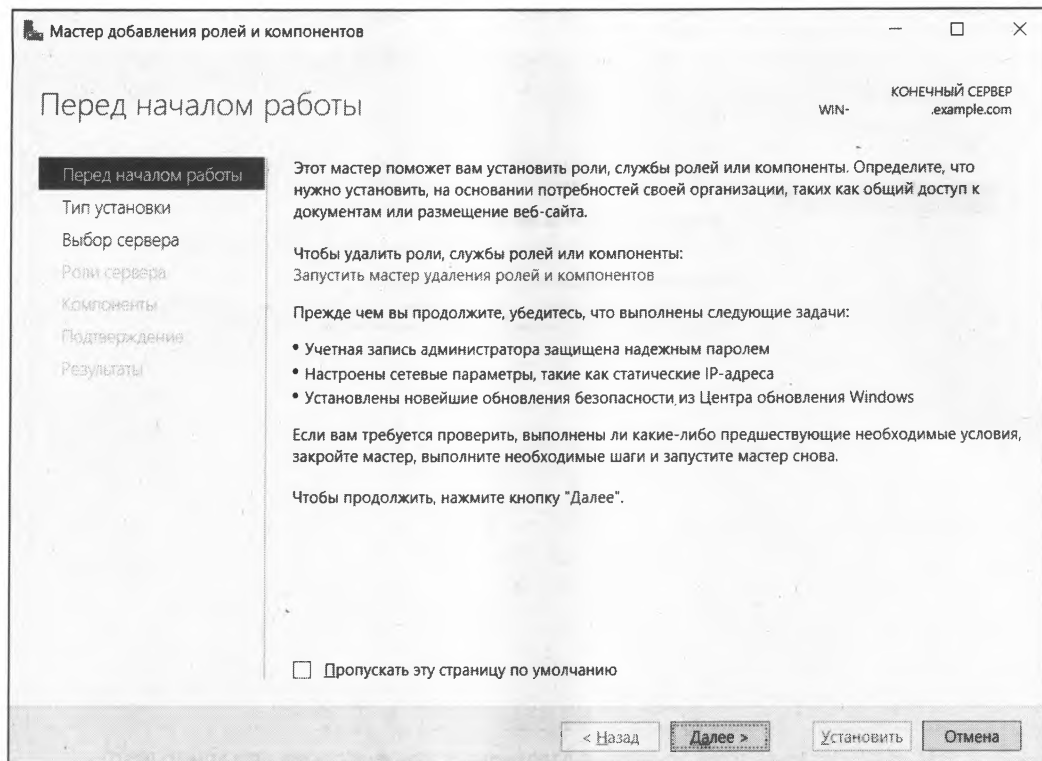 Мастер добавления ролей и компонентов
Перед началом работы
КОНЕЧНЫЙ СЕРВЕР
WIN- .example.com
Перед началом работы
Тип установки
Выбор сервера
Роли сервера
Компоненты
Подтверждение
Результаты
Этот мастер поможет вам установить роли, службы ролей или компоненты. Определите, что
нужно установить, на основании потребностей своей организации, таких как общий доступ к
документам или размещение веб-сайта.
Чтобы удалить роли, службы ролей или компоненты:
Запустить мастер удаления ролей и компонентов
Прежде чем вы продолжите, убедитесь, что выполнены следующие задачи:
• Учетная запись администратора защищена надежным паролем
• Настроены сетевые параметры, такие как статические IP-адреса
• Установлены новейшие обновления безопасности из Центра обновления Windows
Если вам требуется проверить, выполнены ли какие-либо предшествующие необходимые условия,
закройте мастер, выполните необходимые шаги и запустите мастер снова.
Чтобы продолжить, нажмите кнопку "Далее".
Пропускать эту страницу по умолчанию
< Назад Далее > Установить Отмена